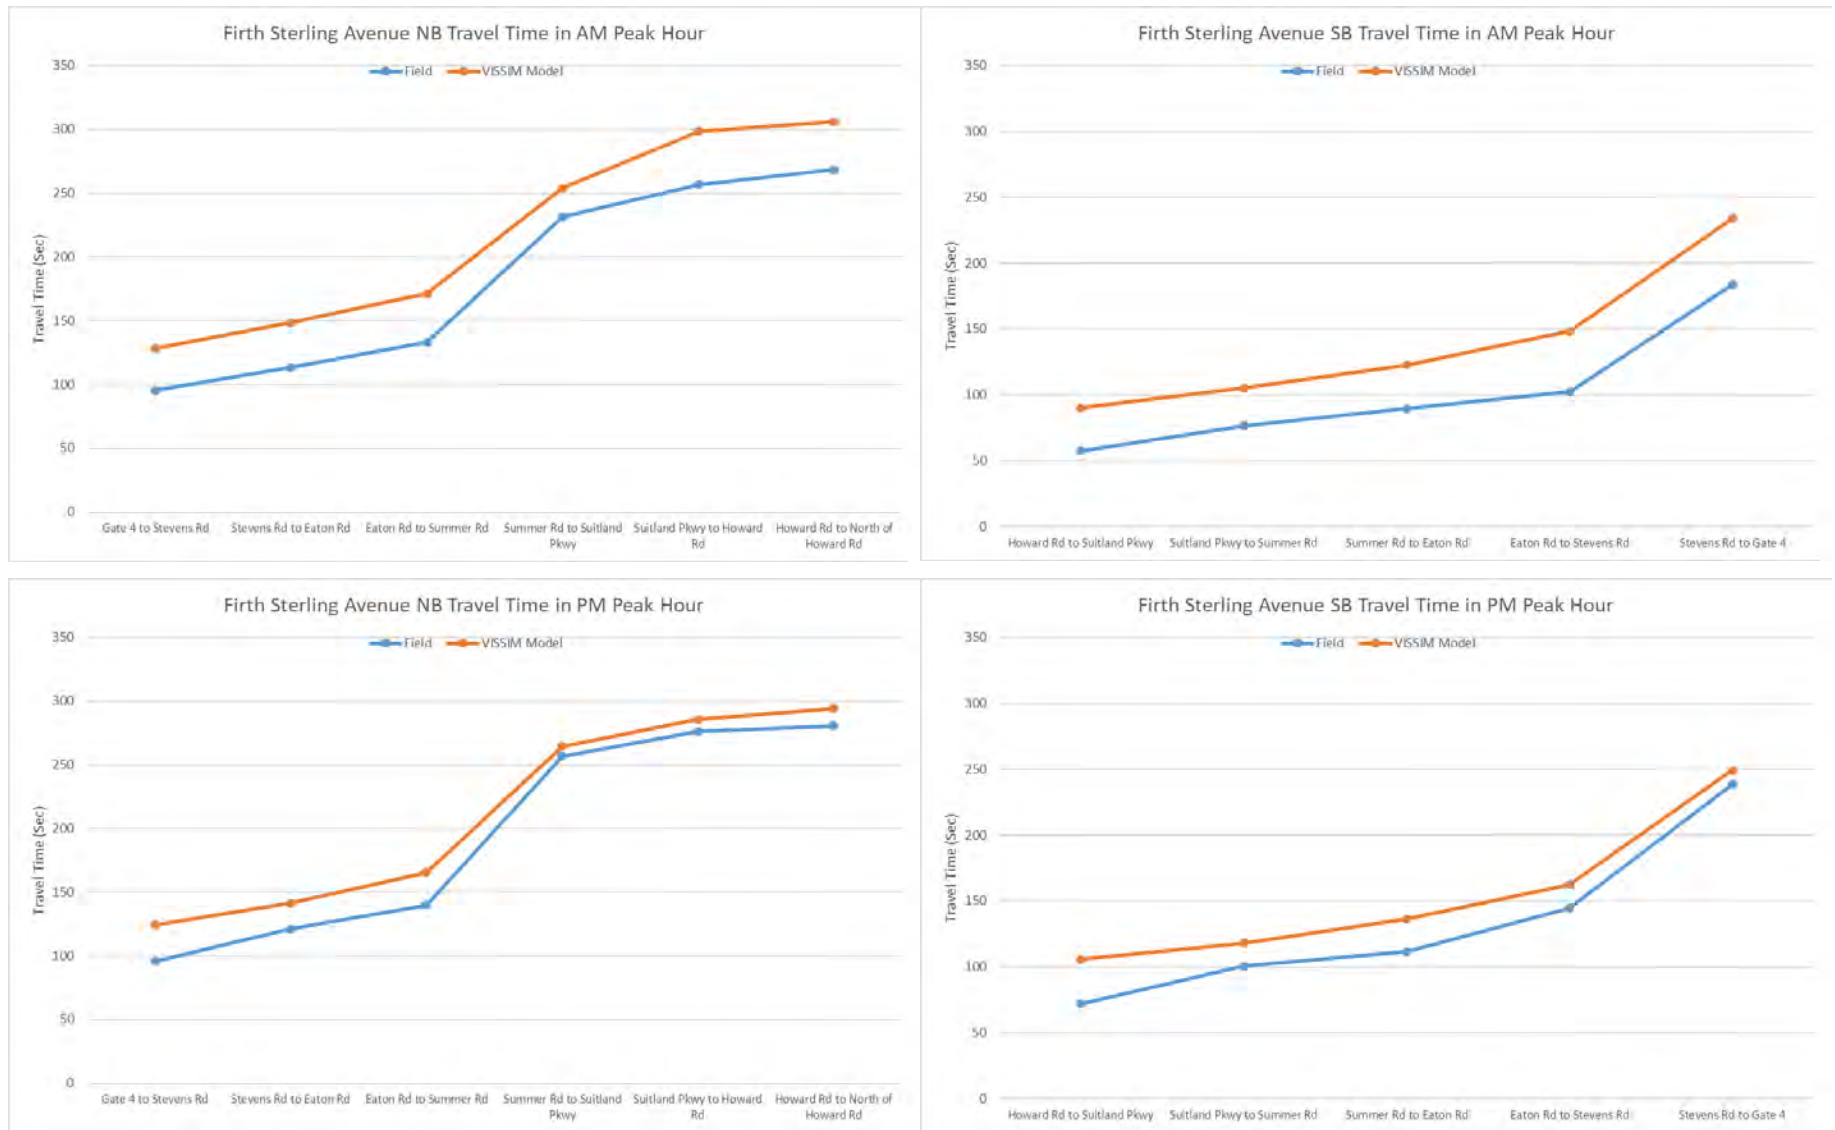 Firth Sterling Avenue NB Travel Time in AM Peak Hour
Field VISSIM Model
350
300
250
200
150
100
50
0
Travel Time (Sec)
Gate 4 to Stevens Rd Stevens Rd to Eaton Rd Eaton Rd to Summer Rd Summer Rd to Suitland Suitland Pkwy to Howard Howard Rd to North of
Pkwy Rd Howard Rd
Firth Sterling Avenue SB Travel Time in AM Peak Hour
Field VISSIM Model
350
300
250
200
150
100
50
0
Travel Time (Sec)
Howard Rd to Suitland Pkwy Suitland Pkwy to Summer Rd Summer Rd to Eaton Rd Eaton Rd to Stevens Rd Stevens Rd to Gate 4
Firth Sterling Avenue NB Travel Time in PM Peak Hour
Field VISSIM Model
350
300
250
200
150
100
50
0
Travel Time (Sec)
Gate 4 to Stevens Rd Stevens Rd to Eaton Rd Eaton Rd to Summer Rd Summer Rd to Suitland Suitland Pkwy to Howard Howard Rd to North of
Pkwy Rd Howard Rd
Firth Sterling Avenue SB Travel Time in PM Peak Hour
Field VISSIM Model
350
300
250
200
150
100
50
0
Travel Time (Sec)
Howard Rd to Suitland Pkwy Suitland Pkwy to Summer Rd Summer Rd to Eaton Rd Eaton Rd to Stevens Rd Stevens Rd to Gate 4